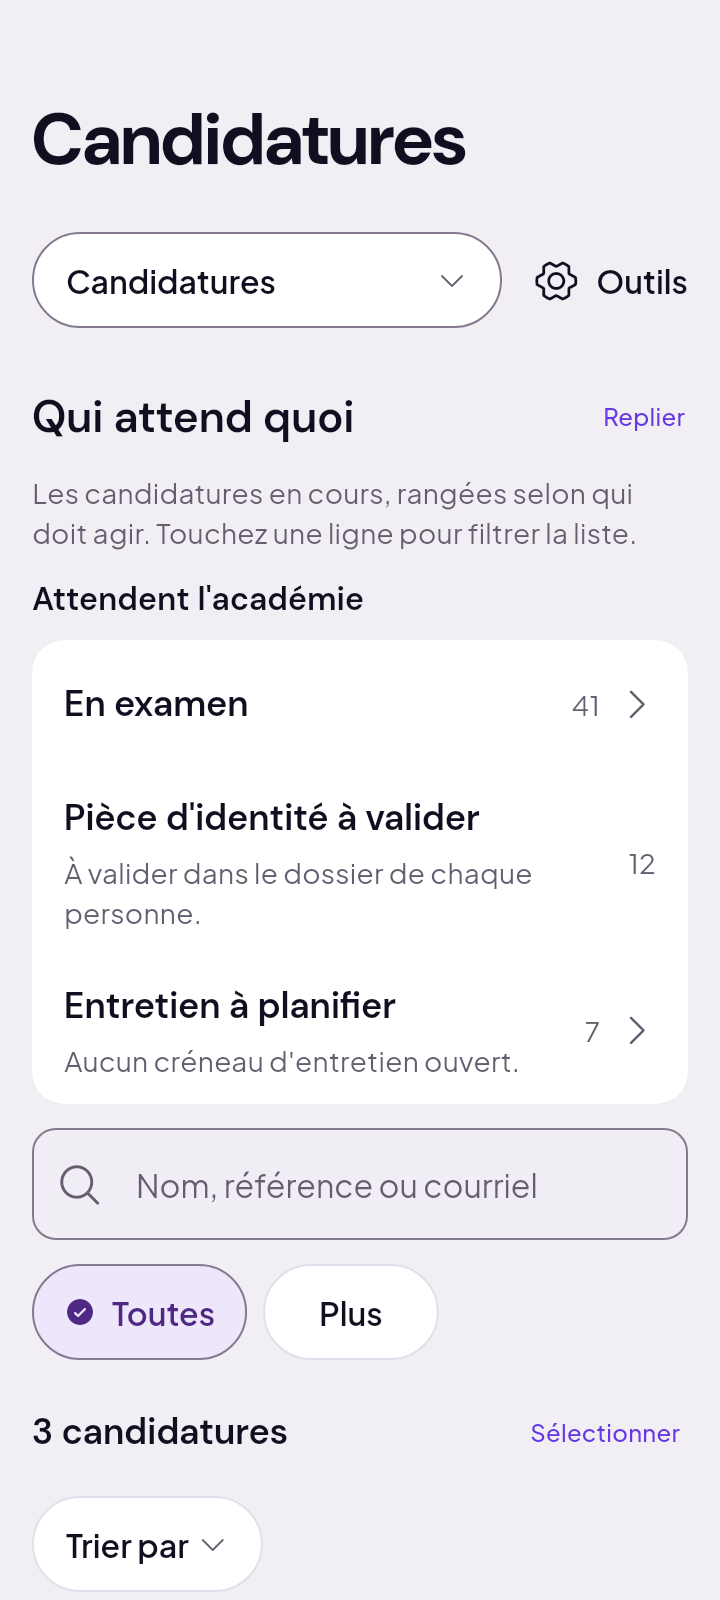 Candidatures
Candidatures
Outils
Qui attend quoi
Replier
Les candidatures en cours, rangées selon qui
doit agir. Touchez une ligne pour filtrer la liste.
Attendent l'académie
En examen
41
Pièce d'identité à valider
À valider dans le dossier de chaque
personne.
12
Entretien à planifier
Aucun créneau d'entretien ouvert.
7
Nom, référence ou courriel
Toutes
Plus
3 candidatures
Sélectionner
Trier par